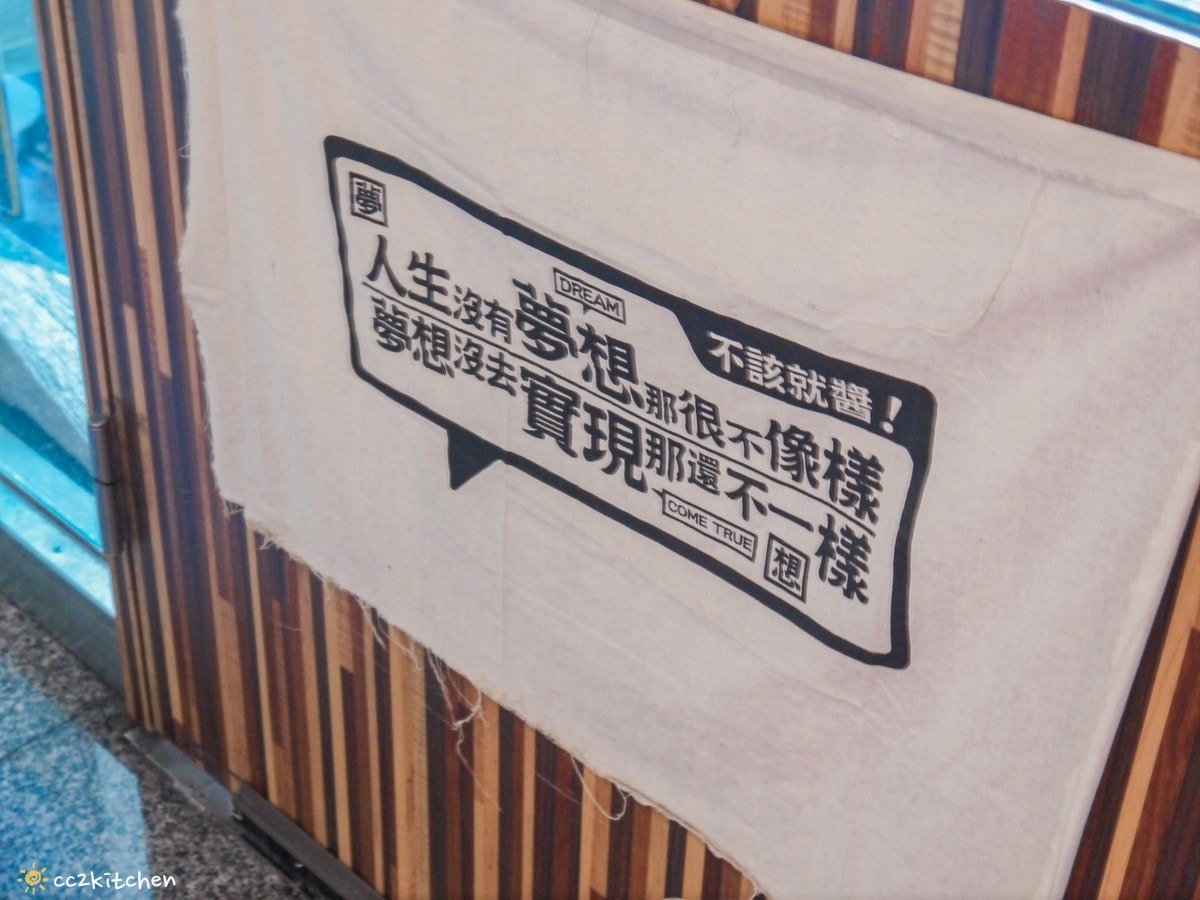 夢
DREAM
不該就醬！
人生沒有夢想那很不像樣
夢想沒去實現那還不一樣
COME TRUE
想
cc2kitchen